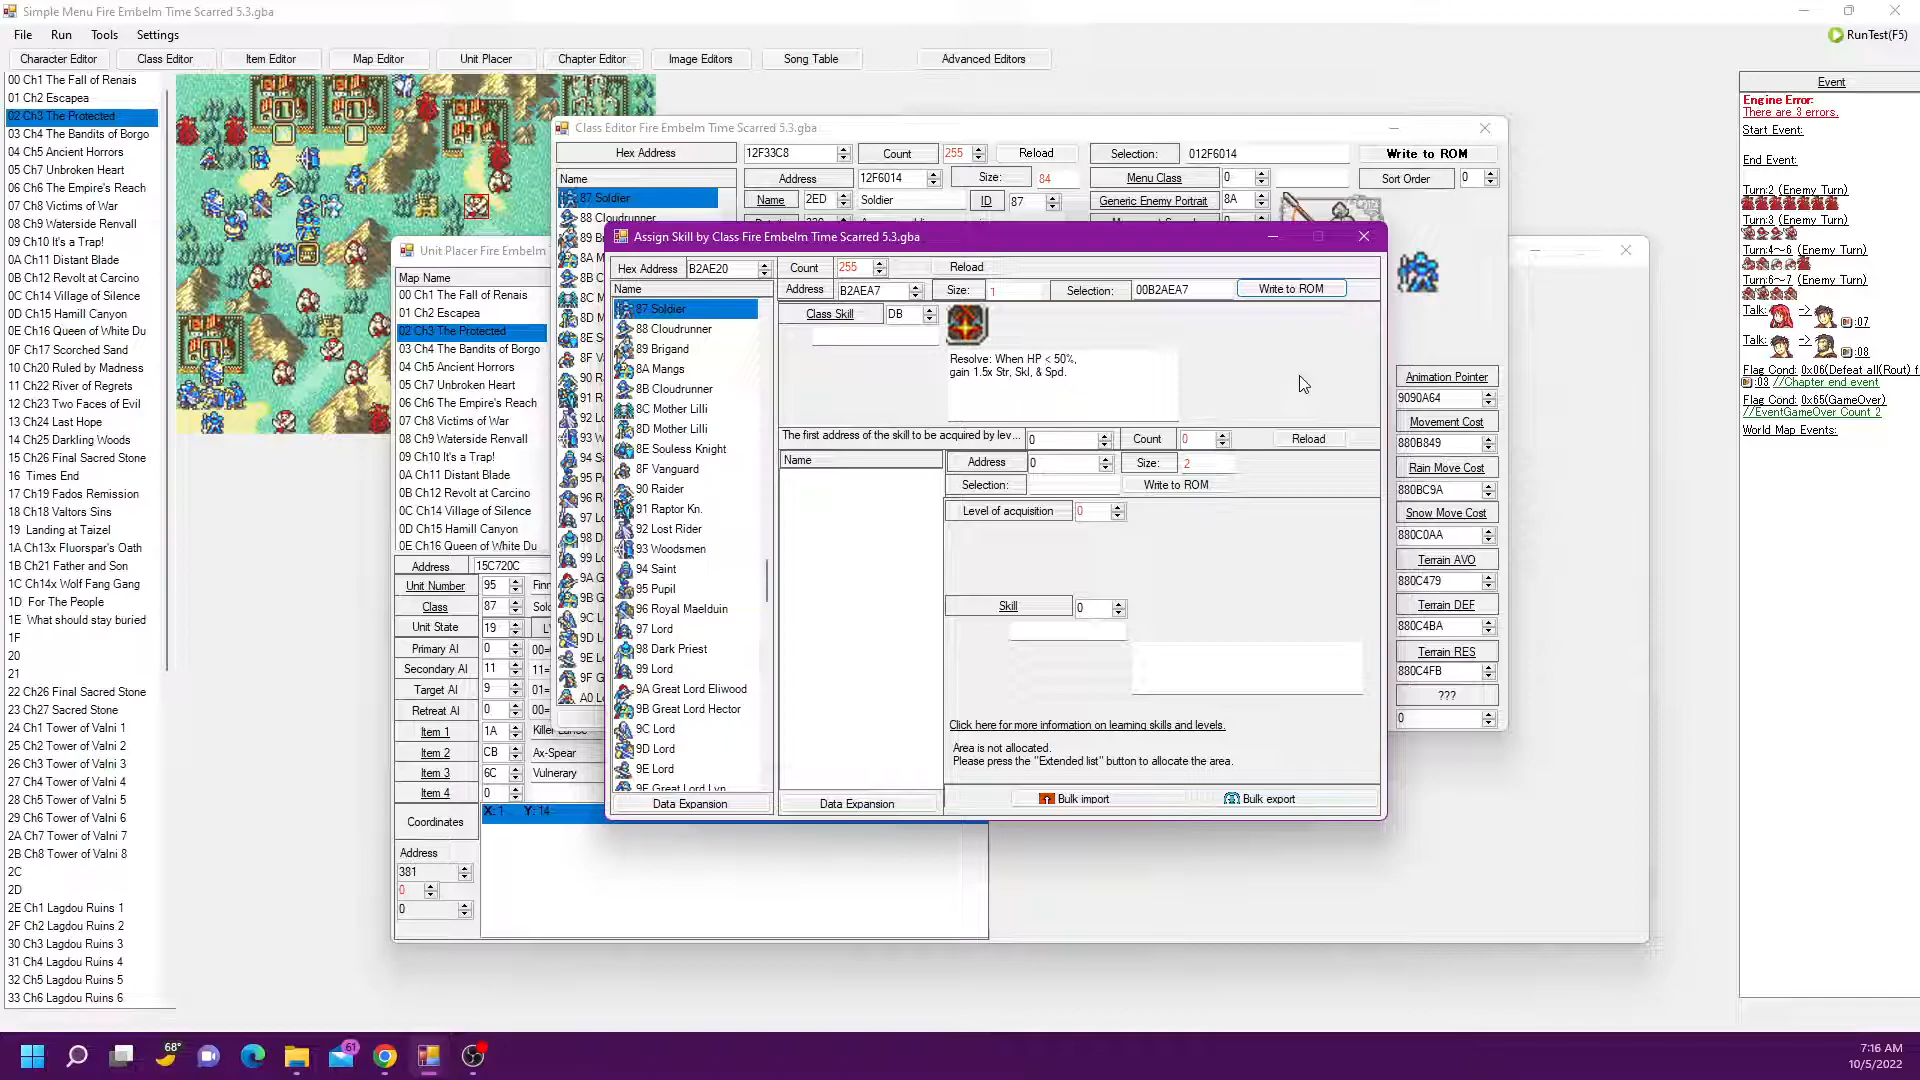 Simple Menu Fire Embelm Time Scarred 5.3.gba
File Run Tools Settings
RunTest(F5)
Character Editor Class Editor Item Editor Map Editor Unit Placer Chapter Editor Image Editors Song Table Advanced Editors
00 Ch1 The Fall of Renais
01 Ch2 Escapea
02 Ch3 The Protected
03 Ch4 The Bandits of Borgo
04 Ch5 Ancient Horrors
05 Ch7 Unbroken Heart
06 Ch6 The Empire's Reach
07 Ch8 Victims of War
08 Ch9 Waterside Renvall
09 Ch10 It's a Trap!
0A Ch11 Distant Blade
0B Ch12 Revolt at Carcino
0C Ch14 Village of Silence
0D Ch15 Hamill Canyon
0E Ch16 Queen of White Du
0F Ch17 Scorched Sand
10 Ch20 Ruled by Madness
11 Ch22 River of Regrets
12 Ch23 Two Faces of Evil
13 Ch24 Last Hope
14 Ch25 Darkling Woods
15 Ch26 Final Sacred Stone
16 Times End
17 Ch19 Fados Remission
18 Ch18 Valtors Sins
19 Landing at Taizel
1A Ch13x Fluorspar's Oath
1B Ch21 Father and Son
1C Ch14x Wolf Fang Gang
1D For The People
1E What should stay buried
1F
20
21
22 Ch26 Final Sacred Stone
23 Ch27 Sacred Stone
24 Ch1 Tower of Valni 1
25 Ch2 Tower of Valni 2
26 Ch3 Tower of Valni 3
27 Ch4 Tower of Valni 4
28 Ch5 Tower of Valni 5
29 Ch6 Tower of Valni 6
2A Ch7 Tower of Valni 7
2B Ch8 Tower of Valni 8
2C
2D
2E Ch1 Lagdou Ruins 1
2F Ch2 Lagdou Ruins 2
30 Ch3 Lagdou Ruins 3
31 Ch4 Lagdou Ruins 4
32 Ch5 Lagdou Ruins 5
33 Ch6 Lagdou Ruins 6
Unit Placer Fire Embelm
Map Name
00 Ch1 The Fall of Renais
01 Ch2 Escapea
02 Ch3 The Protected
03 Ch4 The Bandits of Borgo
04 Ch5 Ancient Horrors
05 Ch7 Unbroken Heart
06 Ch6 The Empire's Reach
07 Ch8 Victims of War
08 Ch9 Waterside Renvall
09 Ch10 It's a Trap!
0A Ch11 Distant Blade
0B Ch12 Revolt at Carcino
0C Ch14 Village of Silence
0D Ch15 Hamill Canyon
0E Ch16 Queen of White Du
Address 15C720C
Unit Number 95 Finn
Class 87
Unit State 19
Primary AI 0 00=
Secondary AI 11 11=
Target AI 9 01=
Retreat AI 0 00=
Item 1 1A
Item 2 CB Ax-Spear
Item 3 6C Vulnerary
Item 4 0
Coordinates X: 1 Y: 14
Address
381
0
0
Class Editor Fire Embelm Time Scarred 5.3.gba
Hex Address 12F33C8 Count 255 Reload Selection: 012F6014 Write to ROM
Name Address 12F6014 Size: 84 Menu Class 0 Sort Order 0
87 Soldier Name 2ED Soldier ID 87 Generic Enemy Portrait 8A
88 Cloudrunner
Animation Pointer
9090A64
Movement Cost
880B849
Rain Move Cost
880BC9A
Snow Move Cost
880C0AA
Terrain AVO
880C479
Terrain DEF
880C4BA
Terrain RES
880C4FB
???
0
Assign Skill by Class Fire Embelm Time Scarred 5.3.gba
Hex Address B2AE20 Count 255 Reload
Name Address B2AEA7 Size: 1 Selection: 00B2AEA7 Write to ROM
87 Soldier
88 Cloudrunner
89 Brigand
8A Mangs
8B Cloudrunner
8C Mother Lilli
8D Mother Lilli
8E Souless Knight
8F Vanguard
90 Raider
91 Raptor Kn.
92 Lost Rider
93 Woodsmen
94 Saint
95 Pupil
96 Royal Maelduin
97 Lord
98 Dark Priest
99 Lord
9A Great Lord Eliwood
9B Great Lord Hector
9C Lord
9D Lord
9E Lord
9F Great Lord Lyn
Data Expansion
Class Skill DB
Resolve: When HP < 50%,
gain 1.5x Str, Skl, & Spd.
The first address of the skill to be acquired by lev... 0 Count 0 Reload
Name Address 0 Size: 2
Selection: Write to ROM
Level of acquisition 0
Skill 0
Click here for more information on learning skills and levels.
Area is not allocated.
Please press the "Extended list" button to allocate the area.
Data Expansion Bulk import Bulk export
Event
Engine Error:
There are 3 errors.
Start Event:
End Event:
Turn:2 (Enemy Turn)
Turn:3 (Enemy Turn)
Turn:4~6 (Enemy Turn)
Turn:6~7 (Enemy Turn)
Talk: -> :07
Talk: -> :08
Flag Cond: 0x06(Defeat all(Rout) f
:03 //Chapter end event
Flag Cond: 0x65(GameOver)
//EventGameOver Count 2
World Map Events:
68°
61
7:16 AM
10/5/2022